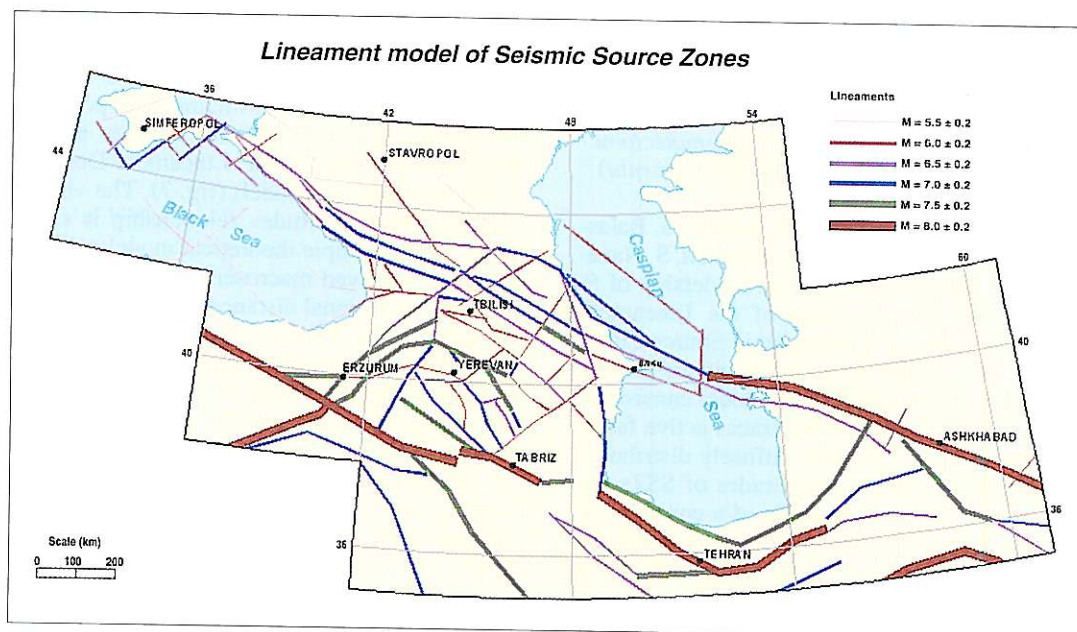 Lineament model of Seismic Source Zones
36
42
49
54
60
44
40
36
40
36
SIMFEROPOL
STAVROPOL
Black Sea
Caspian
Sea
TBILISI
ERZURUM
YEREVAN
BAKU
TABRIZ
TEHRAN
ASHKHABAD
Lineaments
M = 5.5 ± 0.2
M = 6.0 ± 0.2
M = 6.5 ± 0.2
M = 7.0 ± 0.2
M = 7.5 ± 0.2
M = 8.0 ± 0.2
Scale (km)
0 100 200